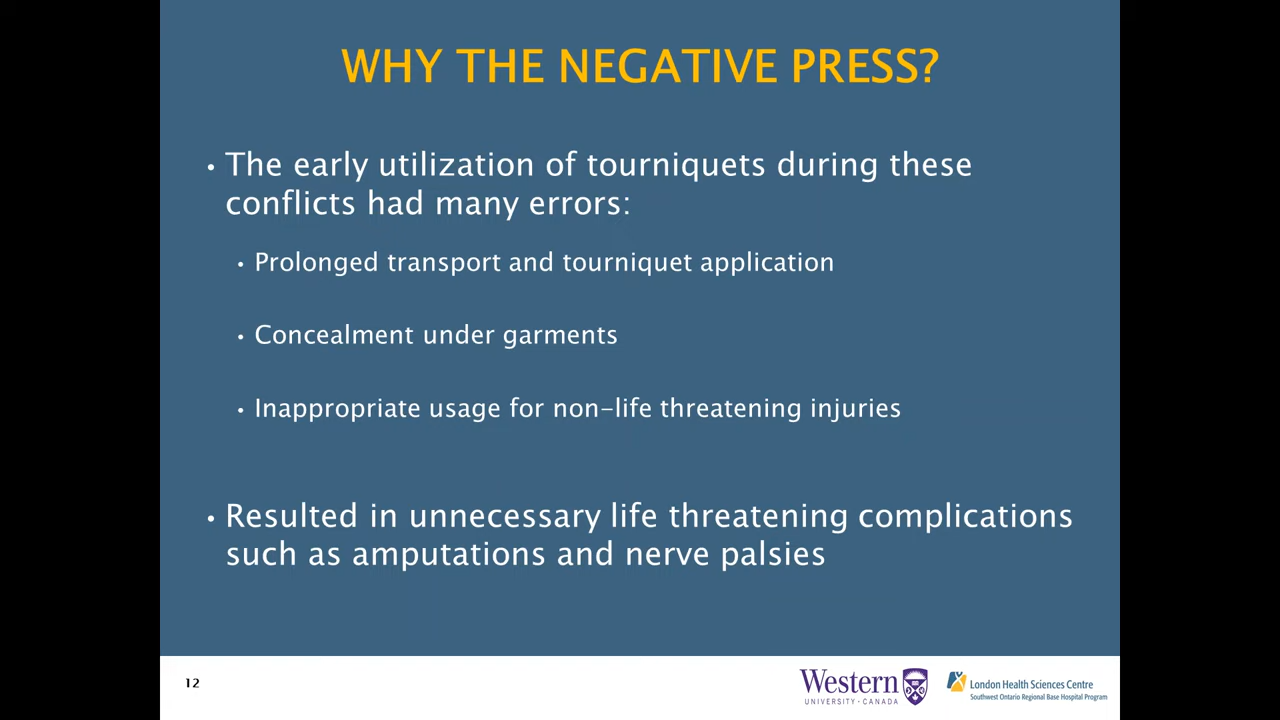 WHY THE NEGATIVE PRESS?
• The early utilization of tourniquets during these
conflicts had many errors:
• Prolonged transport and tourniquet application
• Concealment under garments
• Inappropriate usage for non-life threatening injuries
• Resulted in unnecessary life threatening complications
such as amputations and nerve palsies
12
Western
UNIVERSITY · CANADA
London Health Sciences Centre
Southwest Ontario Regional Base Hospital Program